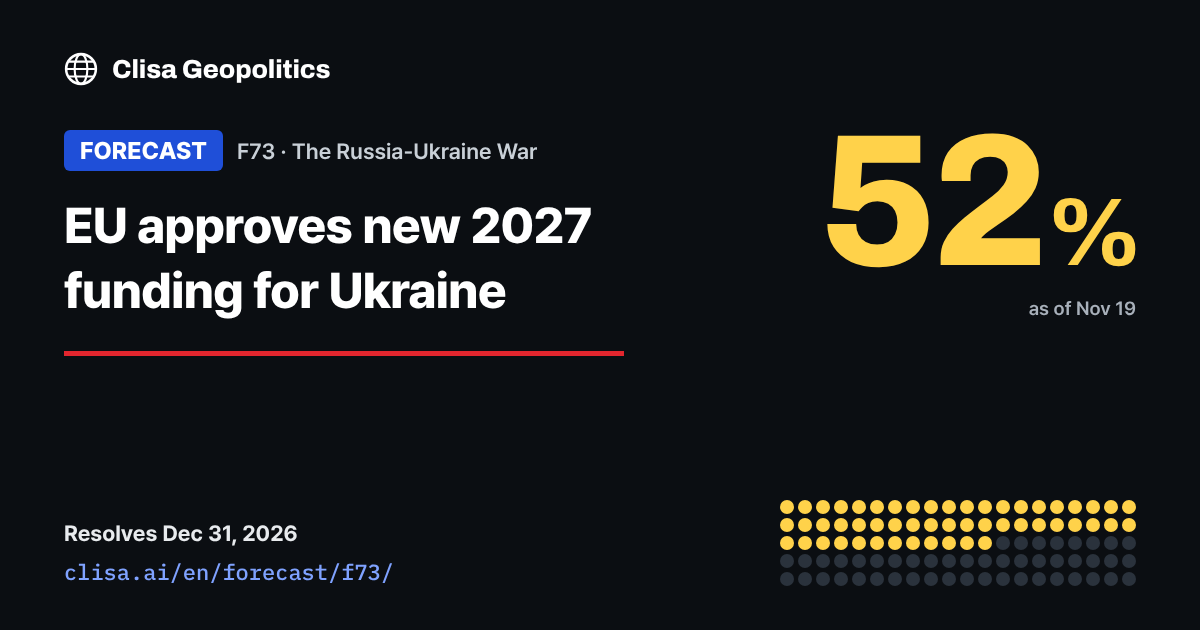 Clisa Geopolitics
FORECAST F73 · The Russia-Ukraine War
EU approves new 2027
funding for Ukraine
52%
as of Nov 19
Resolves Dec 31, 2026
clisa.ai/en/forecast/f73/